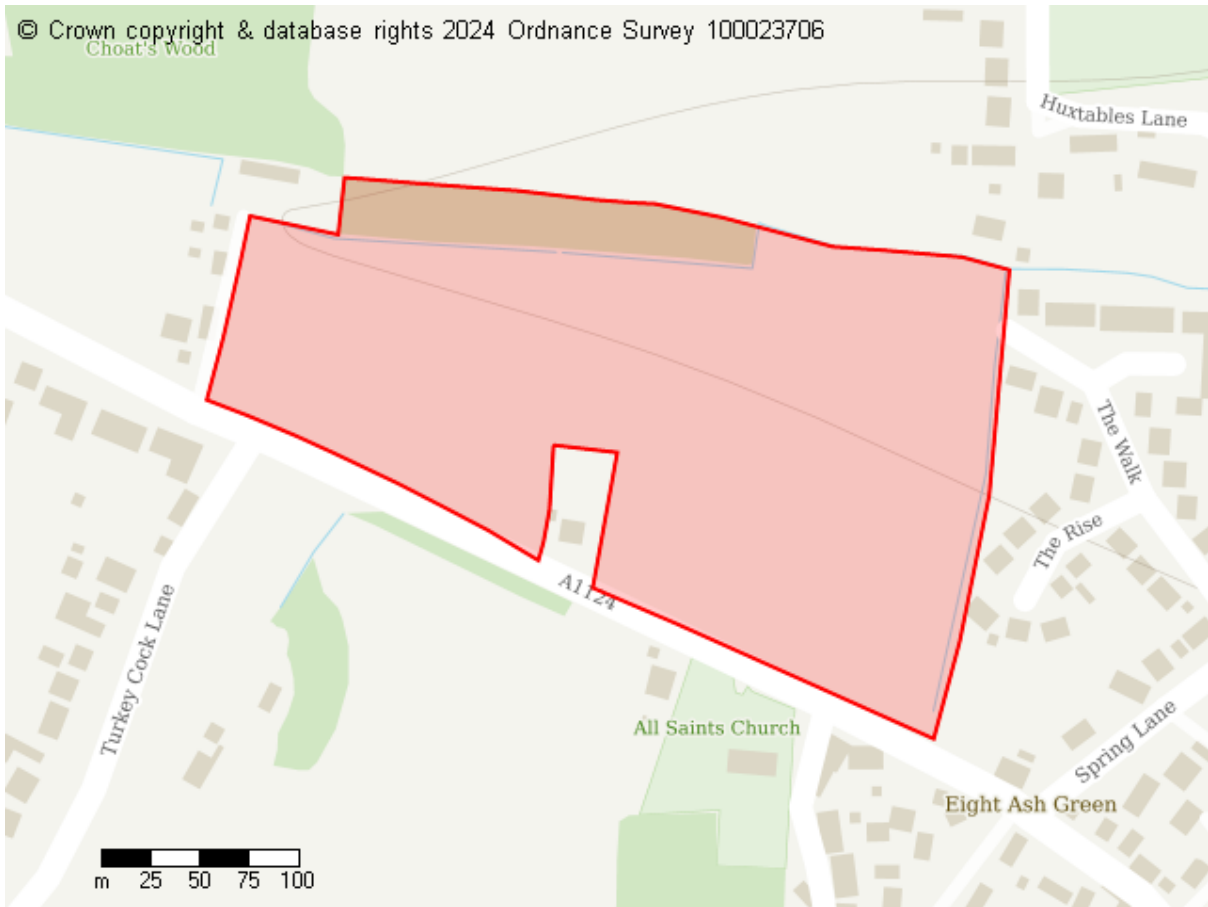 © Crown copyright & database rights 2024 Ordnance Survey 100023706
Choat's Wood
Huxtables Lane
The Walk
The Rise
A1124
Turkey Cock Lane
All Saints Church
Spring Lane
Eight Ash Green
m 25 50 75 100